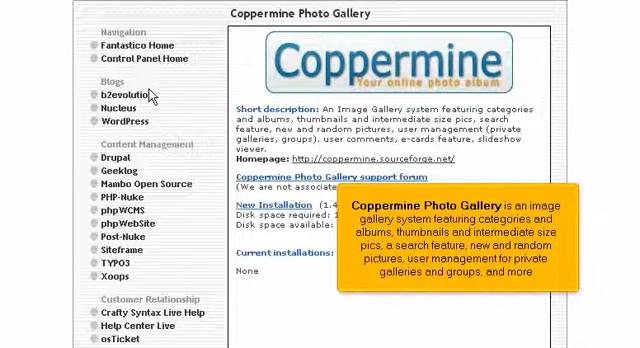 Coppermine Photo Gallery
Navigation
Fantastico Home
Control Panel Home
Blogs
b2evolution
Nucleus
WordPress
Content Management
Drupal
Geeklog
Mambo Open Source
PHP-Nuke
phpWCMS
phpWebSite
Post-Nuke
Siteframe
TYPO3
Xoops
Customer Relationship
Crafty Syntax Live Help
Help Center Live
osTicket
Coppermine
Your online photo album
Short description: An Image Gallery system featuring categories
and albums, thumbnails and intermediate size pics, search
feature, new and random pictures, user management (private
galleries, groups), user comments, e-cards feature, slideshow
viewer.
Homepage: http://coppermine.sourceforge.net/
Coppermine Photo Gallery support forum
(We are not associate
New Installation (1.4
Disk space required: 1
Disk space available:
Current installations:
None
Coppermine Photo Gallery is an image
gallery system featuring categories and
albums, thumbnails and intermediate size
pics, a search feature, new and random
pictures, user management for private
galleries and groups, and more